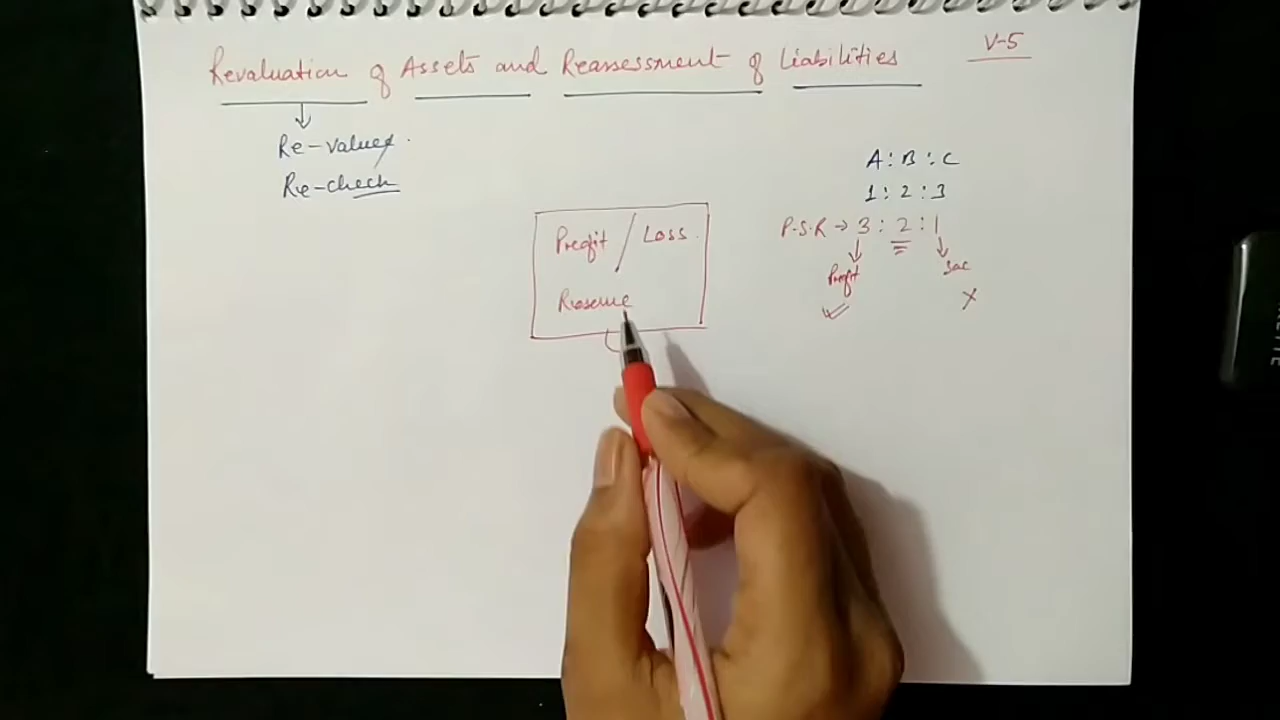 Revaluation of Assets and Reassessment of Liabilities
V-5
Re-valued.
Re-check
A : B : C
1 : 2 : 3
P.S.R → 3 : 2 : 1
Profit / Loss
Profit
Sac
Reserve